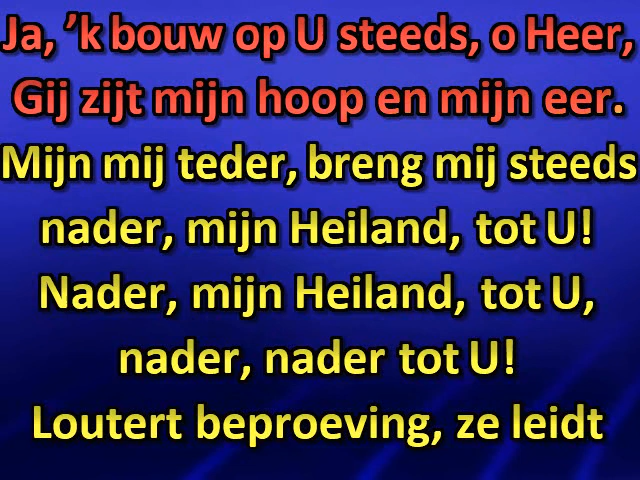 Ja, ’k bouw op U steeds, o Heer,
Gij zijt mijn hoop en mijn eer.
Mijn mij teder, breng mij steeds
nader, mijn Heiland, tot U!
Nader, mijn Heiland, tot U,
nader, nader tot U!
Loutert beproeving, ze leidt